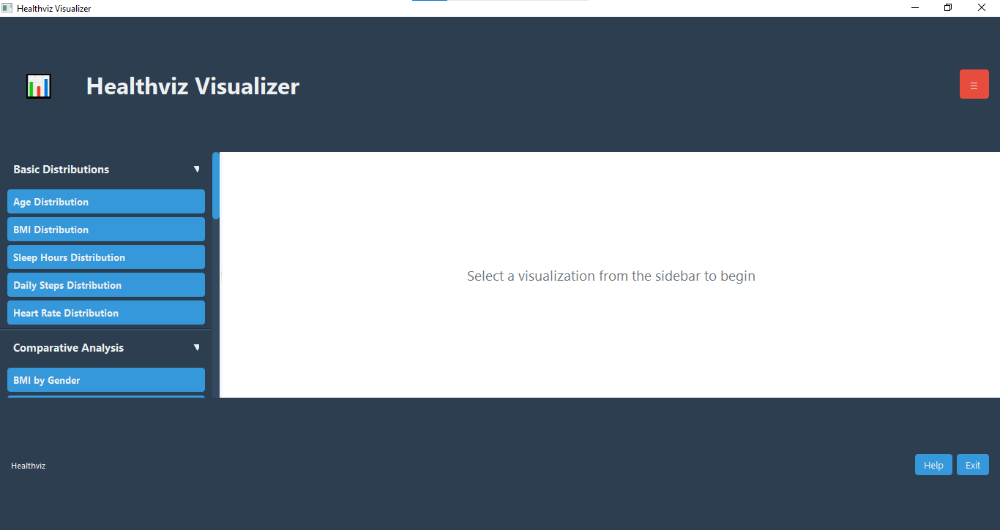 Healthviz Visualizer
Healthviz Visualizer
Basic Distributions
Age Distribution
BMI Distribution
Sleep Hours Distribution
Daily Steps Distribution
Heart Rate Distribution
Comparative Analysis
BMI by Gender
Select a visualization from the sidebar to begin
Healthviz
Help
Exit